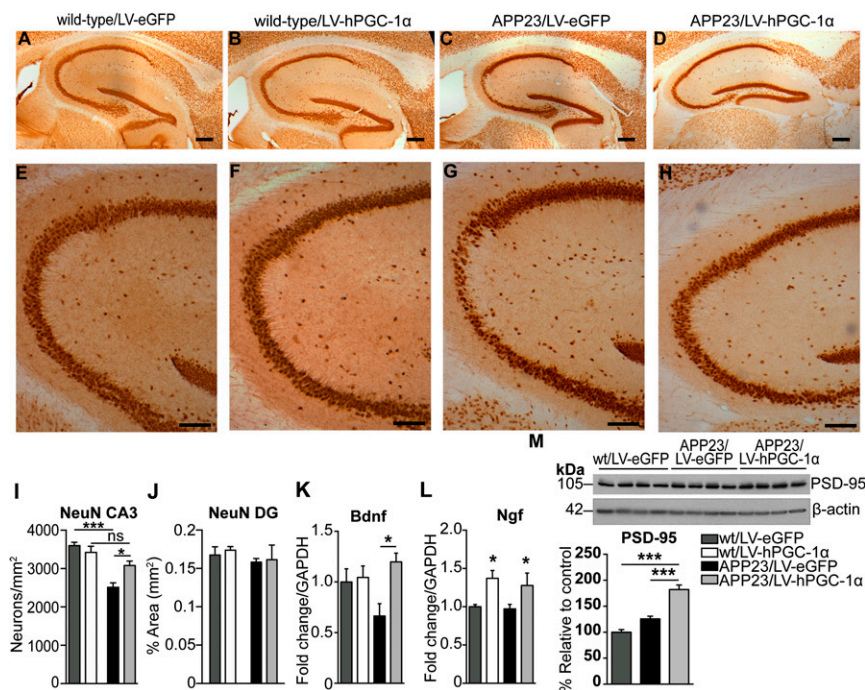 wild-type/LV-eGFP wild-type/LV-hPGC-1α APP23/LV-eGFP APP23/LV-hPGC-1α
A B C D
E F G H
M
wt/LV-eGFP APP23/LV-eGFP APP23/LV-hPGC-1α
kDa
105 PSD-95
42 β-actin
I NeuN CA3
Neurons/mm²
4000
3000
2000
1000
0
*** ns *
J NeuN DG
% Area (mm²)
0.20
0.15
0.1
0.05
0
K Bdnf
Fold change/GAPDH
1.5
1.0
0.5
0
*
L Ngf
Fold change/GAPDH
2.0
1.5
1.0
0.5
0
* *
PSD-95
% Relative to control
200
150
100
50
0
***
***
wt/LV-eGFP
wt/LV-hPGC-1α
APP23/LV-eGFP
APP23/LV-hPGC-1α